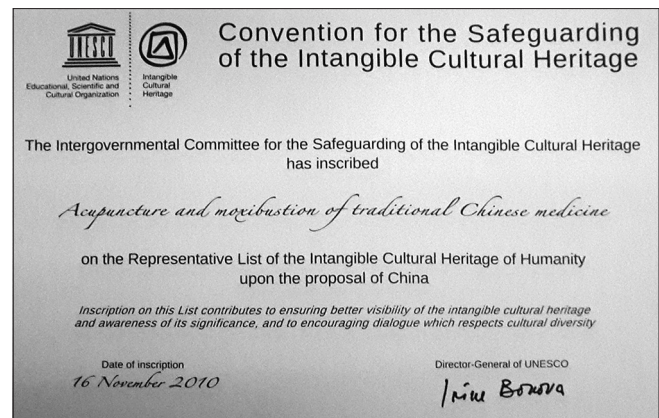 Convention for the Safeguarding
of the Intangible Cultural Heritage
UNESCO
United Nations
Educational, Scientific and
Cultural Organization
Intangible
Cultural
Heritage
The Intergovernmental Committee for the Safeguarding of the Intangible Cultural Heritage
has inscribed
Acupuncture and moxibustion of traditional Chinese medicine
on the Representative List of the Intangible Cultural Heritage of Humanity
upon the proposal of China
Inscription on this List contributes to ensuring better visibility of the intangible cultural heritage
and awareness of its significance, and to encouraging dialogue which respects cultural diversity
Date of inscription
16 November 2010
Director-General of UNESCO
Irina Bokova